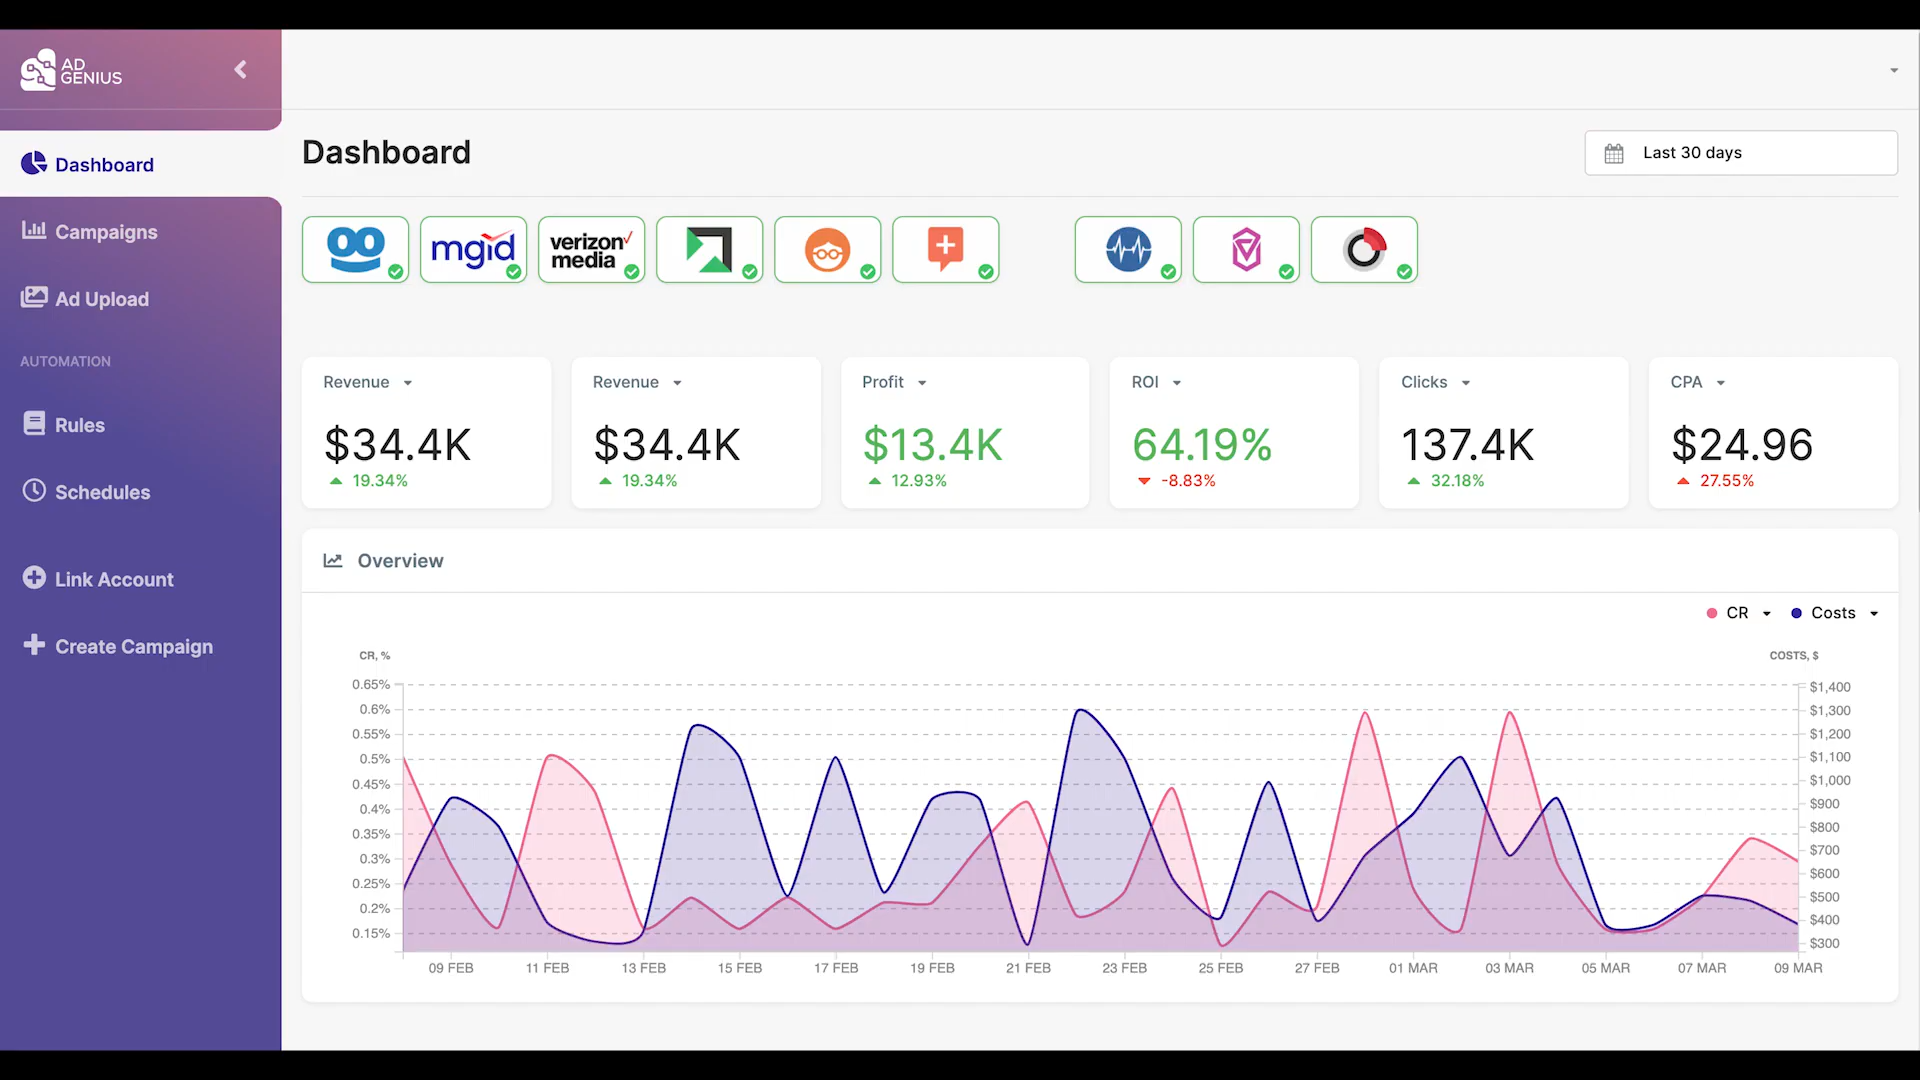 AD
GENIUS
Dashboard
Campaigns
Ad Upload
AUTOMATION
Rules
Schedules
Link Account
Create Campaign
Dashboard
Last 30 days
mgid
verizon
media
Revenue
$34.4K
19.34%
Revenue
$34.4K
19.34%
Profit
$13.4K
12.93%
ROI
64.19%
-8.83%
Clicks
137.4K
32.18%
CPA
$24.96
27.55%
Overview
CR
Costs
CR, %
COSTS, $
0.65%
0.6%
0.55%
0.5%
0.45%
0.4%
0.35%
0.3%
0.25%
0.2%
0.15%
$1,400
$1,300
$1,200
$1,100
$1,000
$900
$800
$700
$600
$500
$400
$300
09 FEB
11 FEB
13 FEB
15 FEB
17 FEB
19 FEB
21 FEB
23 FEB
25 FEB
27 FEB
01 MAR
03 MAR
05 MAR
07 MAR
09 MAR